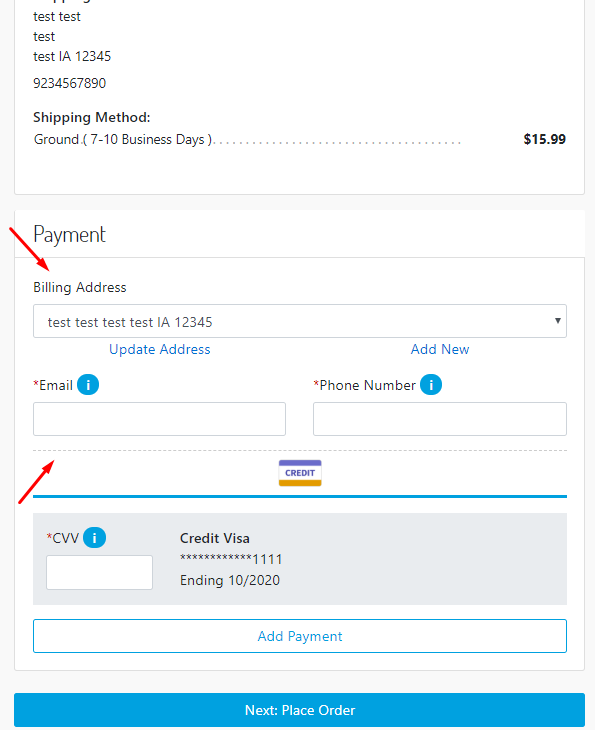 test test
test
test IA 12345
9234567890
Shipping Method:
Ground ( 7-10 Business Days ) $15.99
Payment
Billing Address
test test test test IA 12345
Update Address Add New
*Email i *Phone Number i
CREDIT
*CVV i Credit Visa
************1111
Ending 10/2020
Add Payment
Next: Place Order